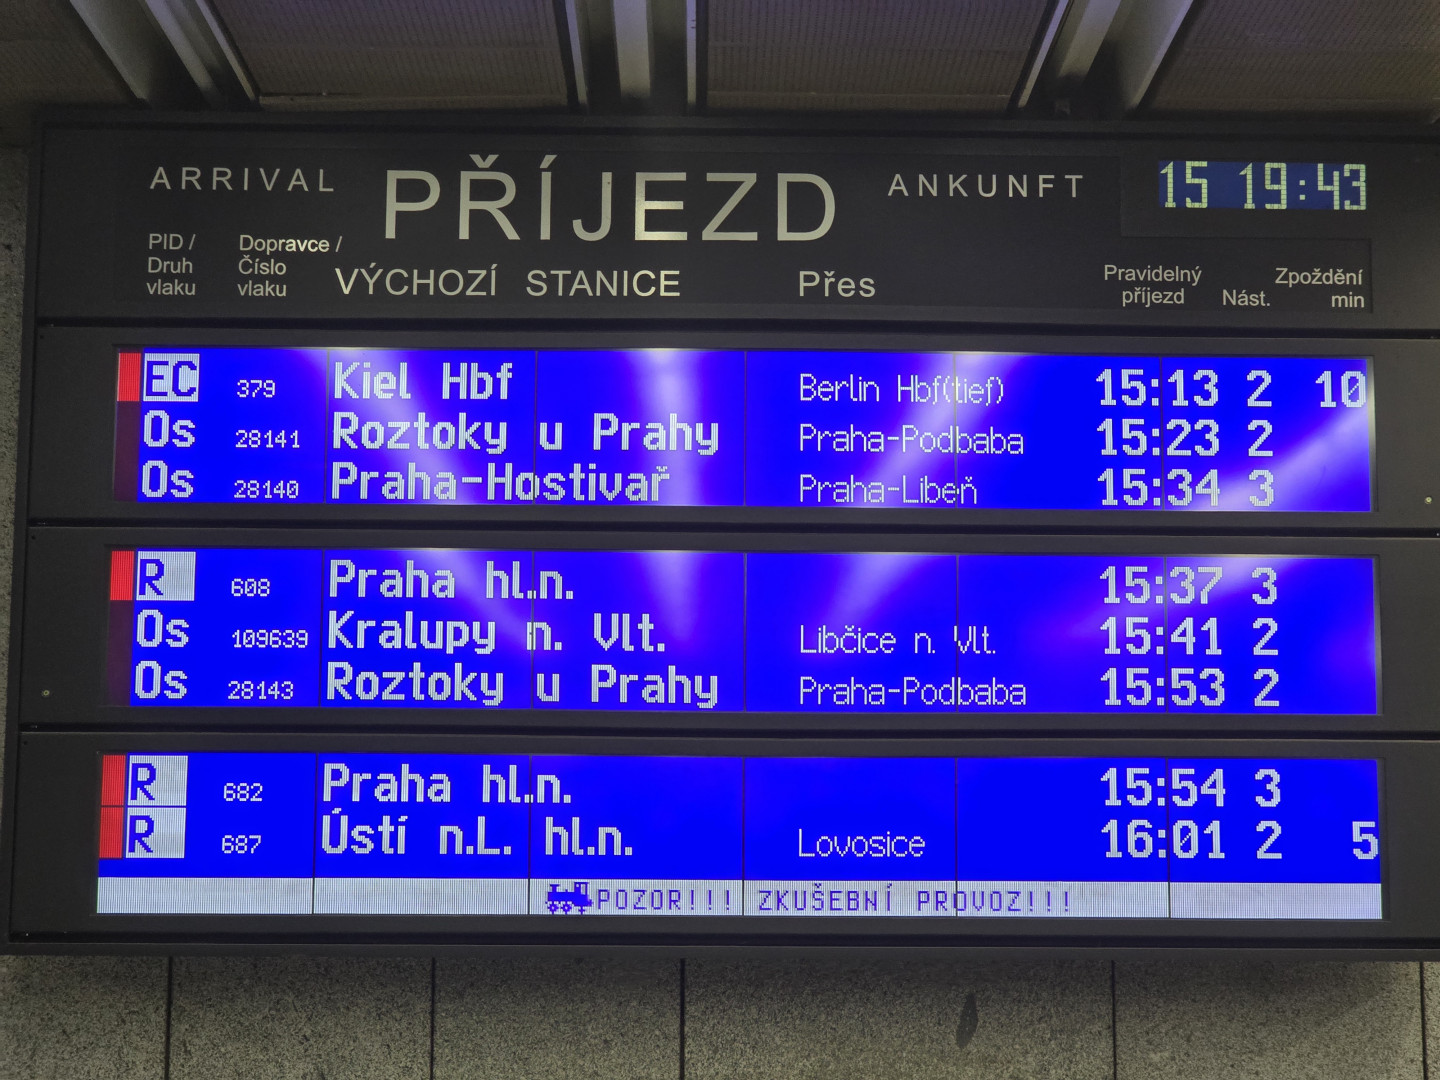 ARRIVAL PŘÍJEZD ANKUNFT 15 19:43
PID / Druh vlaku Dopravce / Číslo vlaku VÝCHOZÍ STANICE Přes Pravidelný příjezd Nást. Zpoždění min
EC 379 Kiel Hbf Berlin Hbf(tief) 15:13 2 10
Os 28141 Roztoky u Prahy Praha-Podbaba 15:23 2
Os 28140 Praha-Hostivař Praha-Libeň 15:34 3
R 608 Praha hl.n. 15:37 3
Os 109639 Kralupy n. Vlt. Libčice n. Vlt. 15:41 2
Os 28143 Roztoky u Prahy Praha-Podbaba 15:53 2
R 682 Praha hl.n. 15:54 3
R 687 Ústí n.L. hl.n. Lovosice 16:01 2 5
POZOR!!! ZKUŠEBNÍ PROVOZ!!!